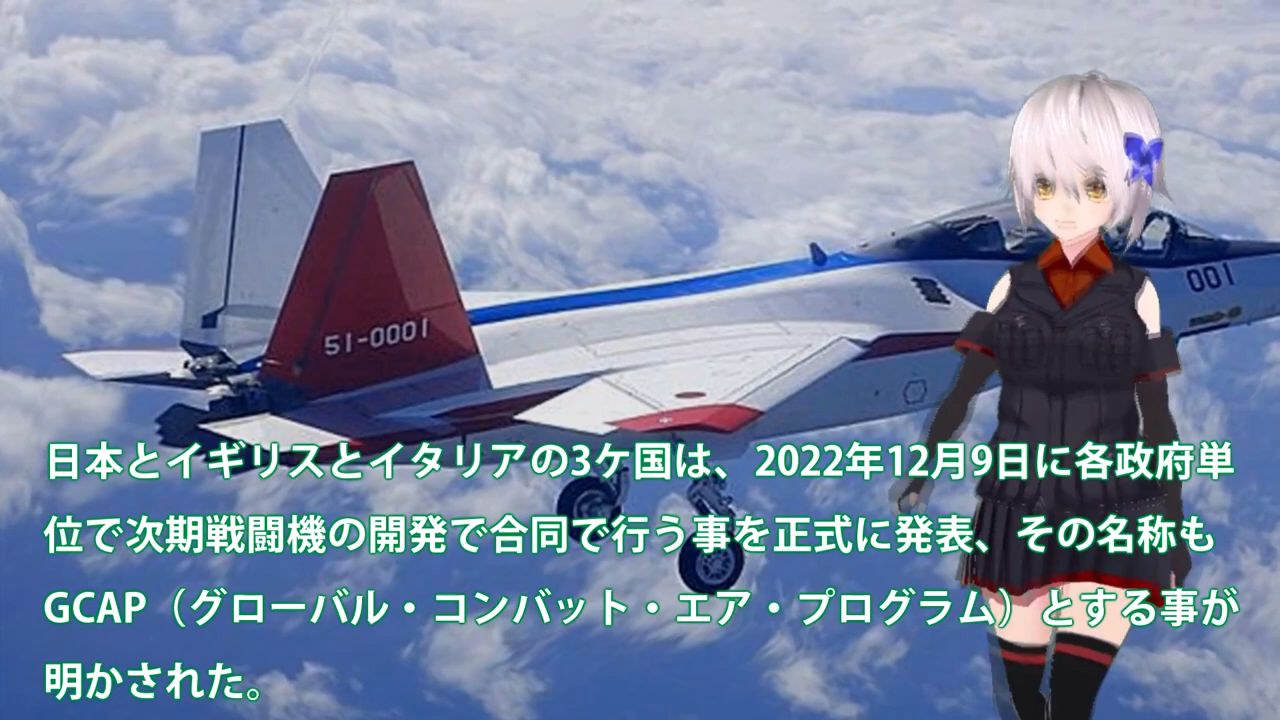 51-0001
001
日本とイギリスとイタリアの3ケ国は、2022年12月9日に各政府単
位で次期戦闘機の開発で合同で行う事を正式に発表、その名称も
GCAP（グローバル・コンバット・エア・プログラム）とする事が
明かされた。